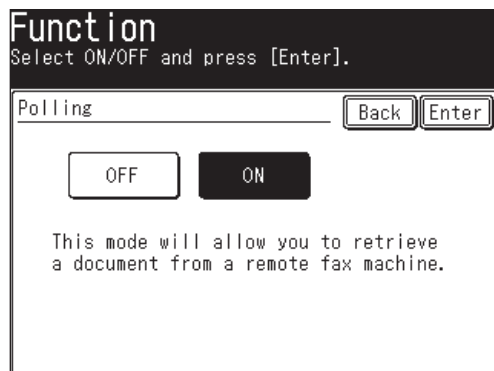 Function
Select ON/OFF and press [Enter].
Polling
Back Enter
OFF ON
This mode will allow you to retrieve
a document from a remote fax machine.